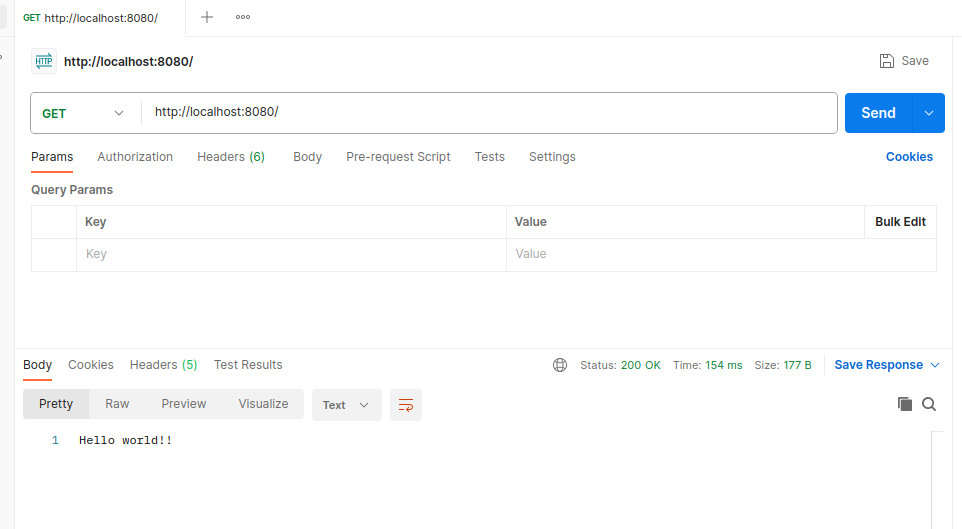 GET http://localhost:8080/
HTTP http://localhost:8080/ Save
GET http://localhost:8080/ Send
Params Authorization Headers (6) Body Pre-request Script Tests Settings Cookies
Query Params
Key Value Bulk Edit
Key Value
Body Cookies Headers (5) Test Results Status: 200 OK Time: 154 ms Size: 177 B Save Response
Pretty Raw Preview Visualize Text
1 Hello world!!